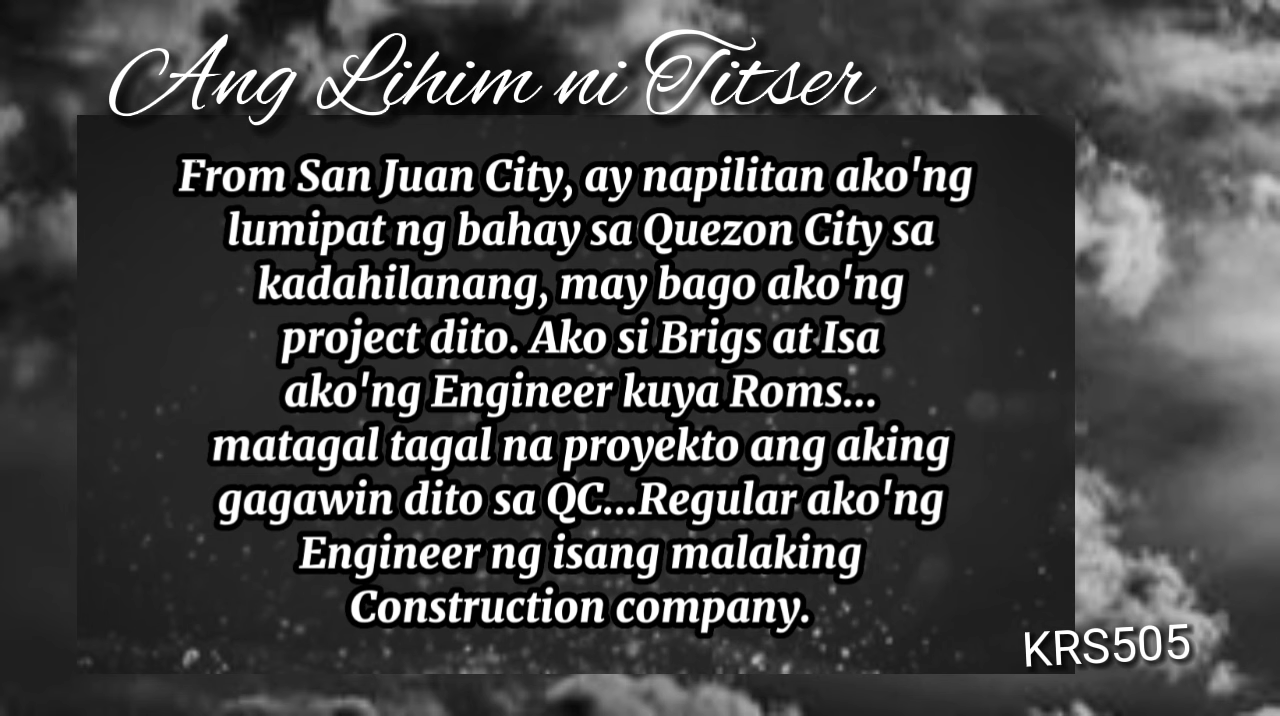 Ang Lihim ni Titser
From San Juan City, ay napilitan ako'ng
lumipat ng bahay sa Quezon City sa
kadahilanang, may bago ako'ng
project dito. Ako si Brigs at Isa
ako'ng Engineer kuya Roms...
matagal tagal na proyekto ang aking
gagawin dito sa QC...Regular ako'ng
Engineer ng isang malaking
Construction company.
KRS505